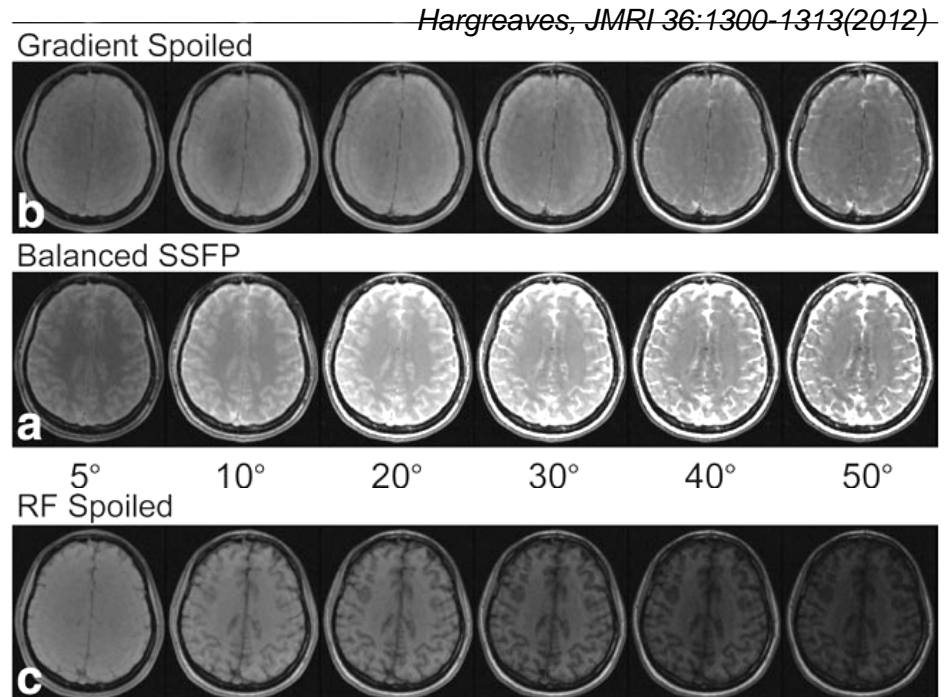 Hargreaves, JMRI 36:1300-1313(2012)
Gradient Spoiled
b
Balanced SSFP
a
5° 10° 20° 30° 40° 50°
RF Spoiled
c